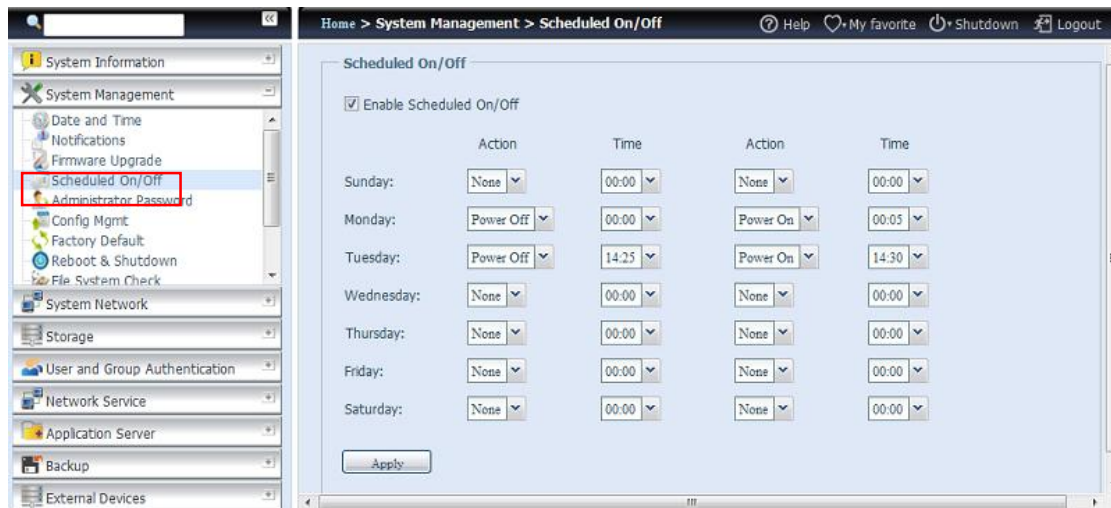 Home > System Management > Scheduled On/Off
Help My favorite Shutdown Logout
System Information
System Management
Date and Time
Notifications
Firmware Upgrade
Scheduled On/Off
Administrator Password
Config Mgmt
Factory Default
Reboot & Shutdown
File System Check
System Network
Storage
User and Group Authentication
Network Service
Application Server
Backup
External Devices
Scheduled On/Off
Enable Scheduled On/Off
Action Time Action Time
Sunday: None 00:00 None 00:00
Monday: Power Off 00:00 Power On 00:05
Tuesday: Power Off 14:25 Power On 14:30
Wednesday: None 00:00 None 00:00
Thursday: None 00:00 None 00:00
Friday: None 00:00 None 00:00
Saturday: None 00:00 None 00:00
Apply